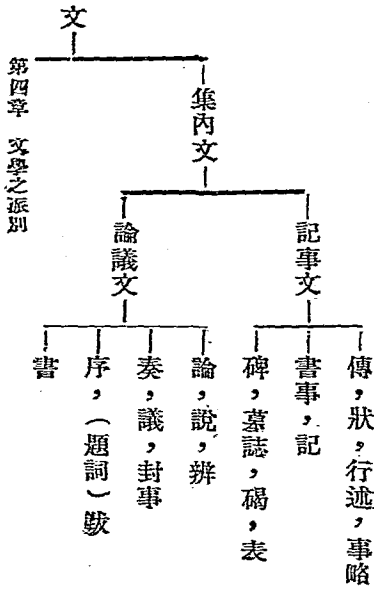 文
集內文
記事文
傳，狀，行述，事略
書事，記
碑，墓誌，碣，表
論議文
論，說，辨
奏，議，封事
序，（題詞）跋
書
第四章　文學之派別